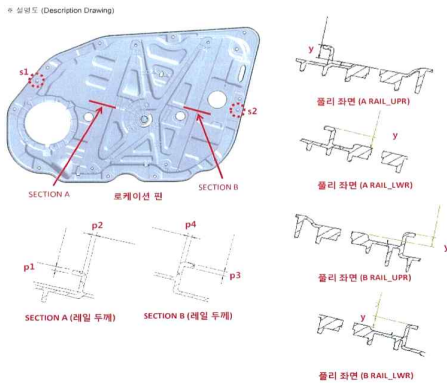 ※ 설명도 (Description Drawing)
s1
s2
SECTION A
로케이션 핀
SECTION B
p1
p2
p4
p3
SECTION A (레일 두께)
SECTION B (레일 두께)
y
풀리 좌면 (A RAIL_UPR)
y
풀리 좌면 (A RAIL_LWR)
y
풀리 좌면 (B RAIL_UPR)
y
풀리 좌면 (B RAIL_LWR)